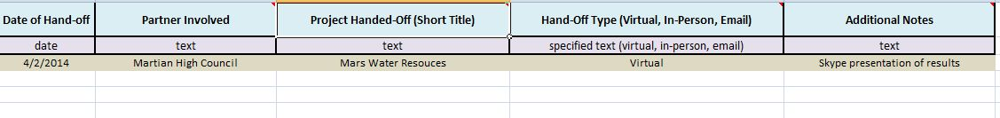 Date of Hand-off Partner Involved Project Handed-Off (Short Title) Hand-Off Type (Virtual, In-Person, Email) Additional Notes
date text text specified text (virtual, in-person, email) text
4/2/2014 Martian High Council Mars Water Resouces Virtual Skype presentation of results